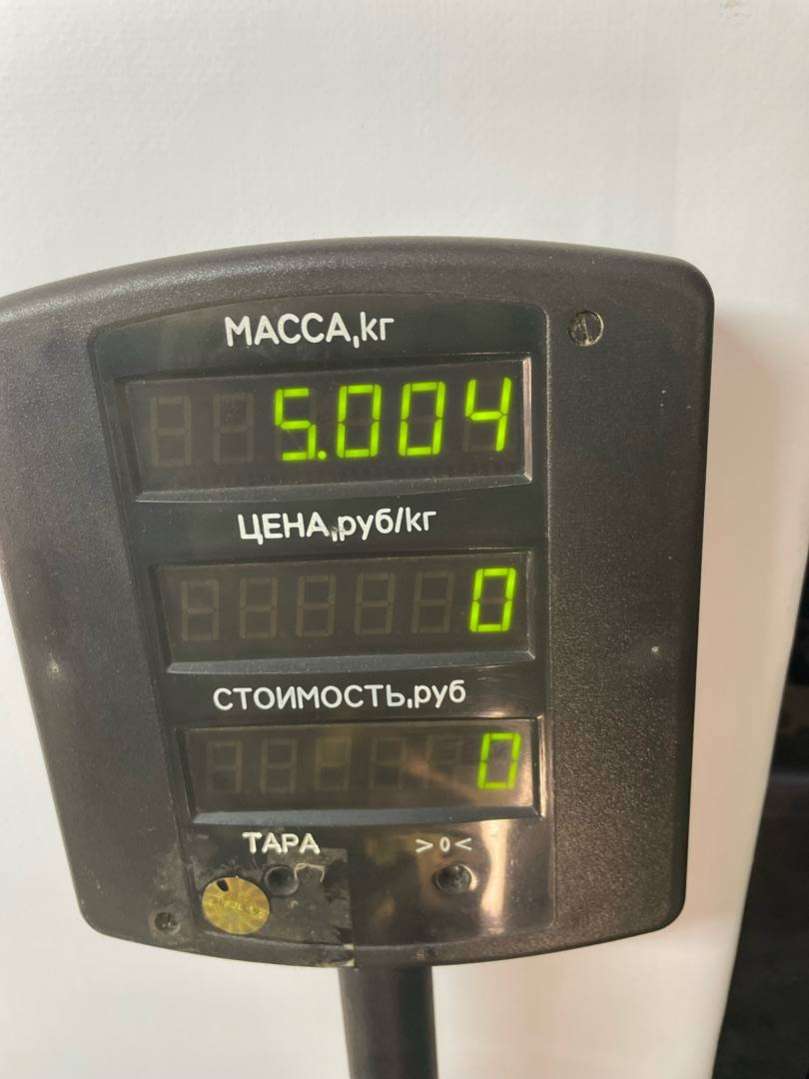 МАССА,кг
5.004
ЦЕНА,руб/кг
0
СТОИМОСТЬ,руб
0
ТАРА >0<